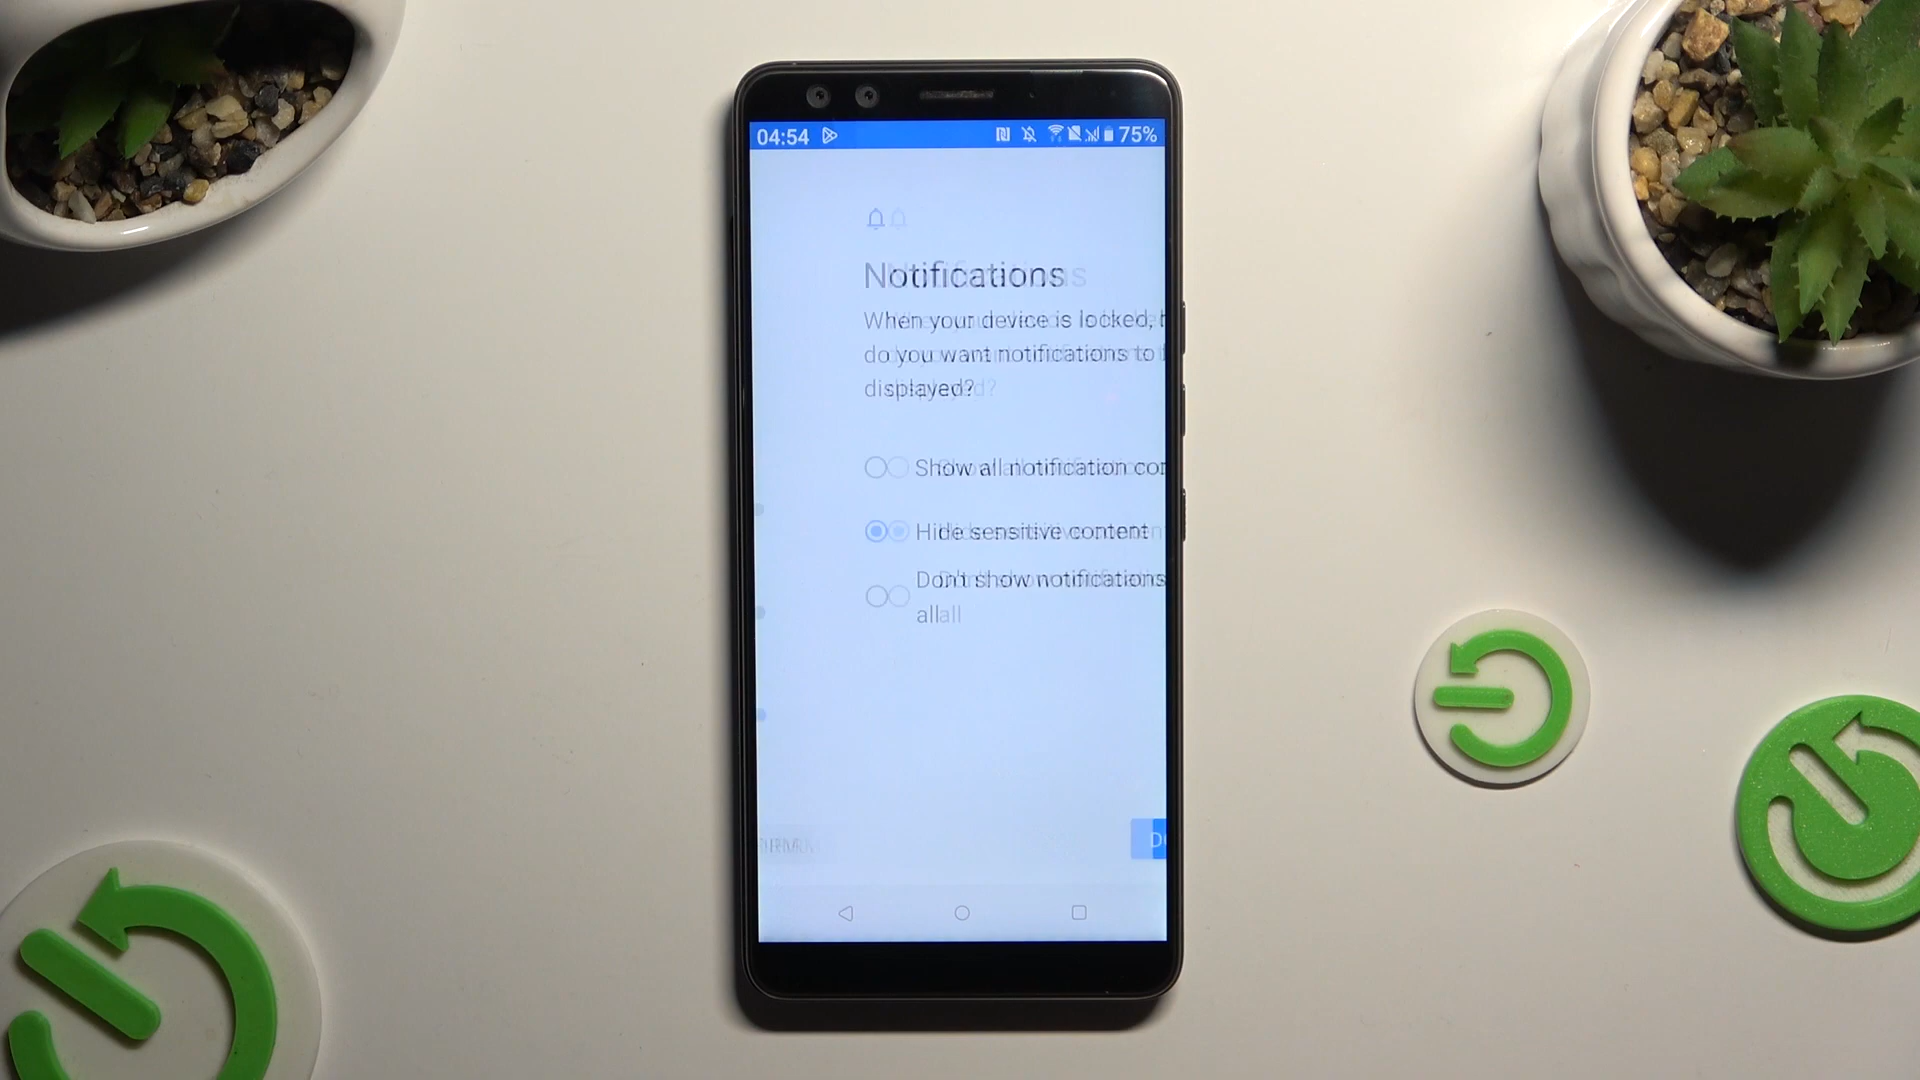 04:54 75%
Notifications
When your device is locked, h
do you want notifications to b
displayed?
Show all notification con
Hide sensitive content
Don't show notifications
all
D